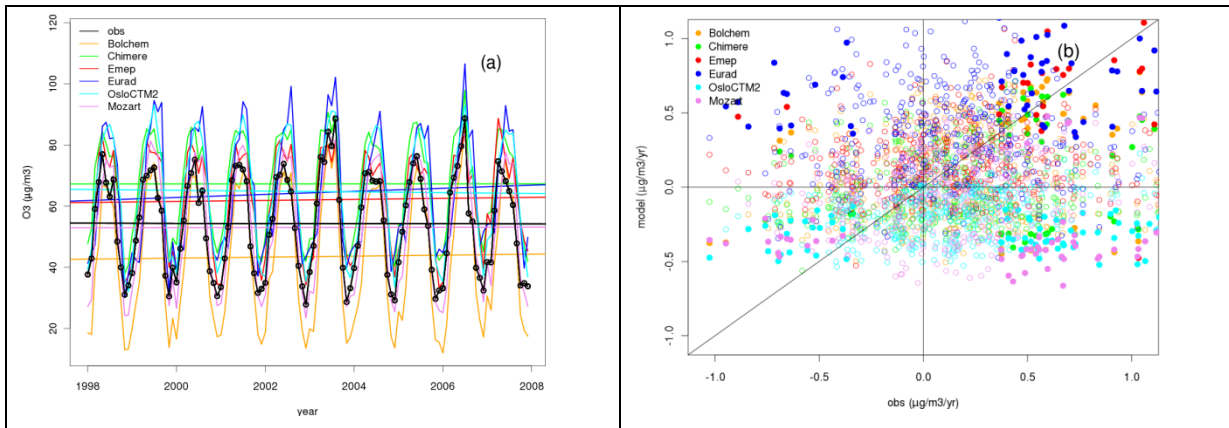 120
100
80
60
40
20
O3 (µg/m3)
obs
Bolchem
Chimere
Emep
Eurad
OsloCTM2
Mozart
(a)
1998 2000 2002 2004 2006 2008
year
1.0
0.5
0.0
-0.5
-1.0
model (µg/m3/yr)
Bolchem
Chimere
Emep
Eurad
OsloCTM2
Mozart
(b)
-1.0 -0.5 0.0 0.5 1.0
obs (µg/m3/yr)